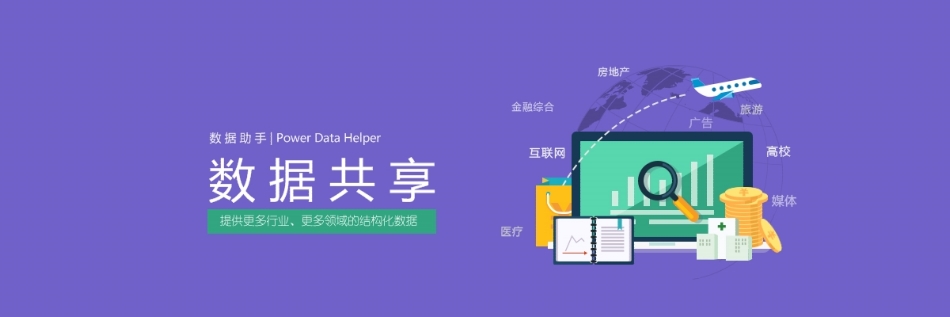 数据助手 | Power Data Helper
数据共享
提供更多行业、更多领域的结构化数据
房地产
金融综合
旅游
广告
互联网
高校
媒体
医疗